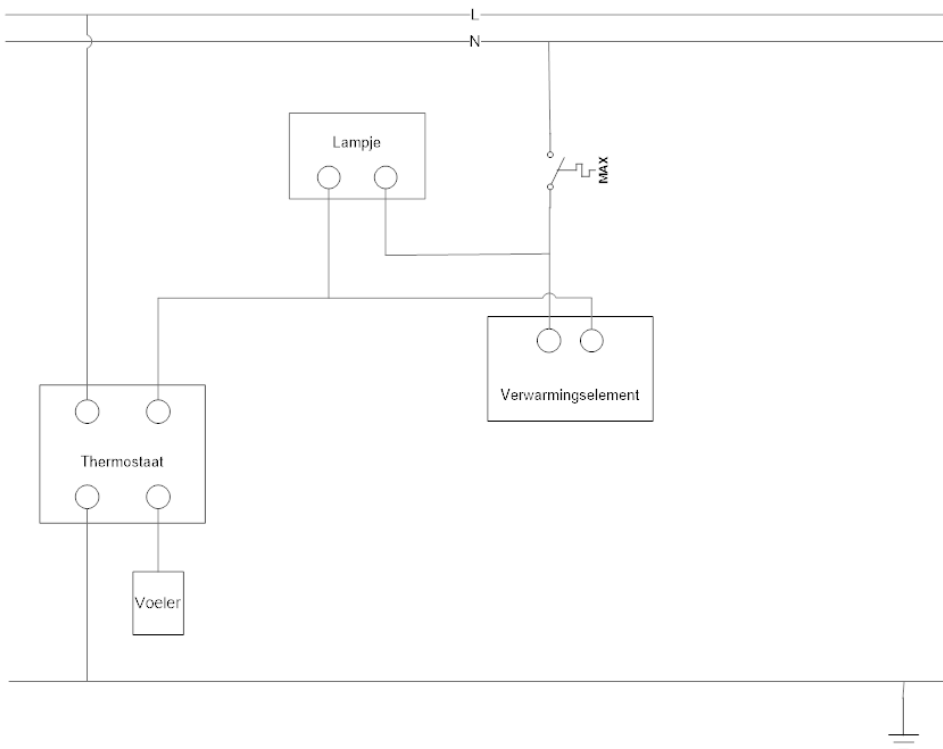 L
N
Lampje
MAX
Verwarmingselement
Thermostaat
Voeler